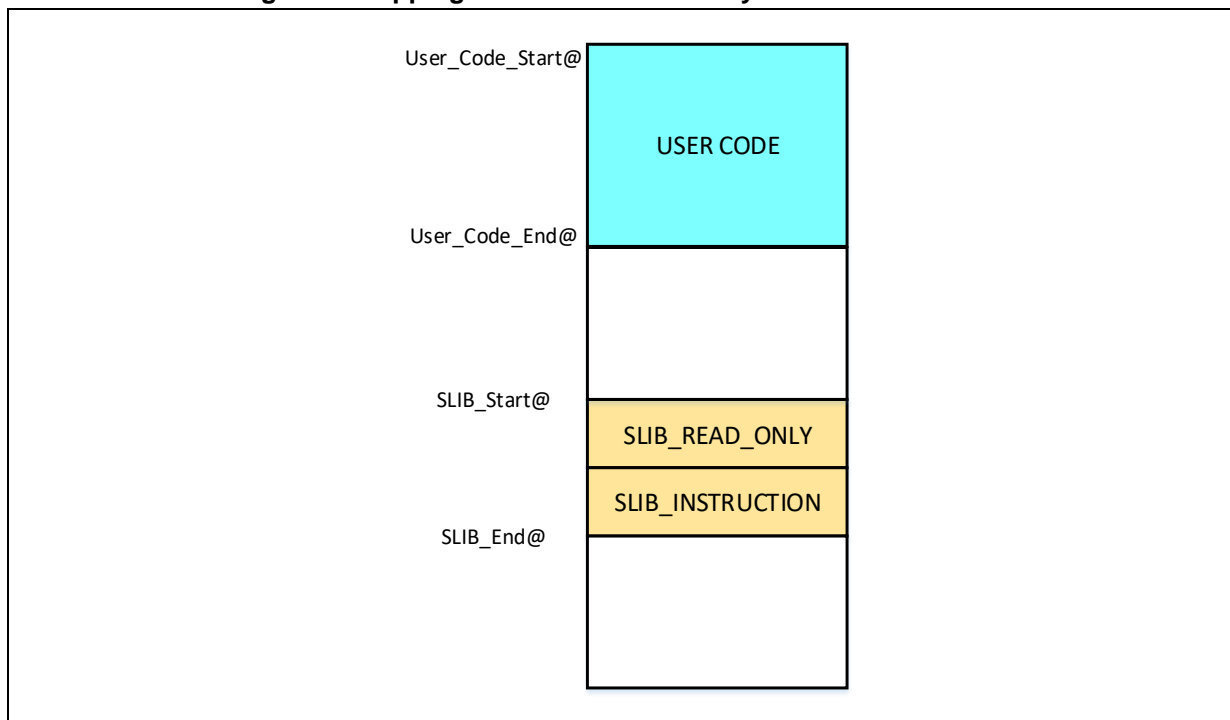 User_Code_Start@
USER CODE
User_Code_End@
SLIB_Start@
SLIB_READ_ONLY
SLIB_INSTRUCTION
SLIB_End@